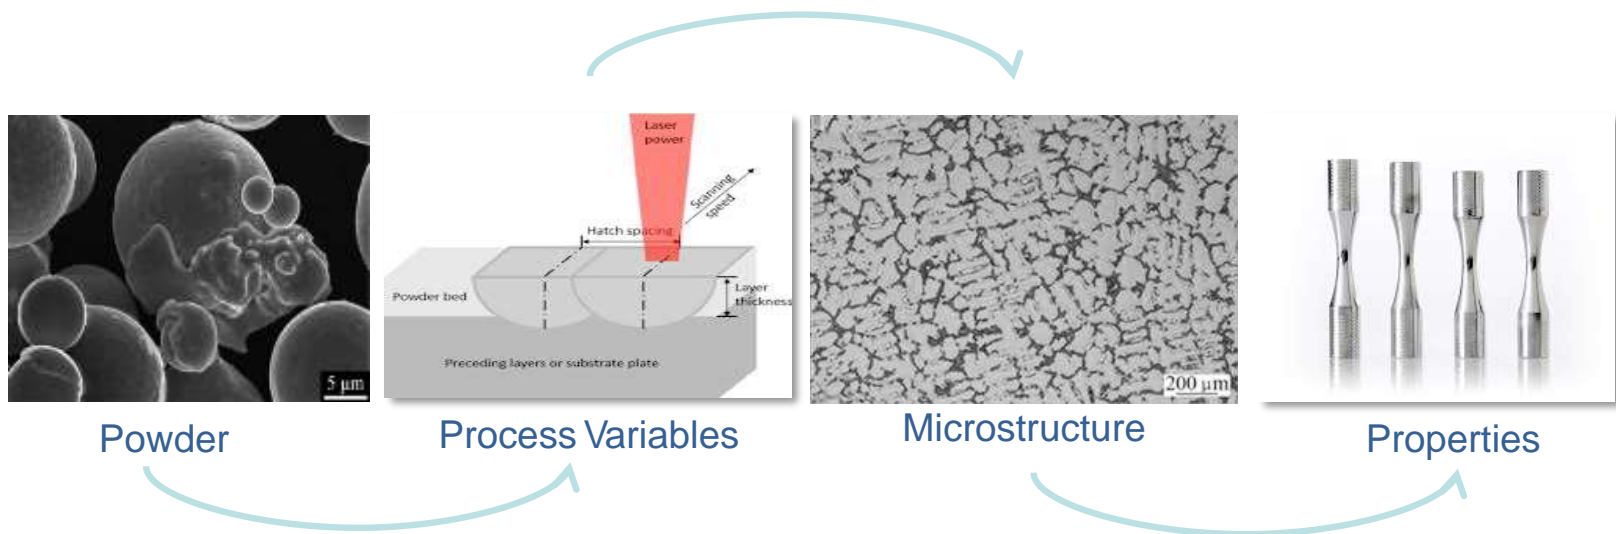 Laser
power
Scanning
speed
Hatch spacing
Powder bed
Layer
thickness
Preceding layers or substrate plate
5 µm
200 µm
Powder
Process Variables
Microstructure
Properties